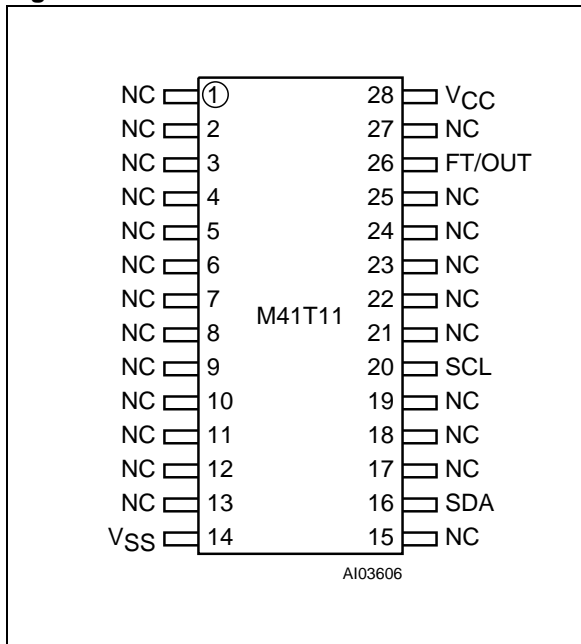 NC 1 28 VCC
NC 2 27 NC
NC 3 26 FT/OUT
NC 4 25 NC
NC 5 24 NC
NC 6 23 NC
NC 7 22 NC
M41T11
NC 8 21 NC
NC 9 20 SCL
NC 10 19 NC
NC 11 18 NC
NC 12 17 NC
NC 13 16 SDA
VSS 14 15 NC
AI03606